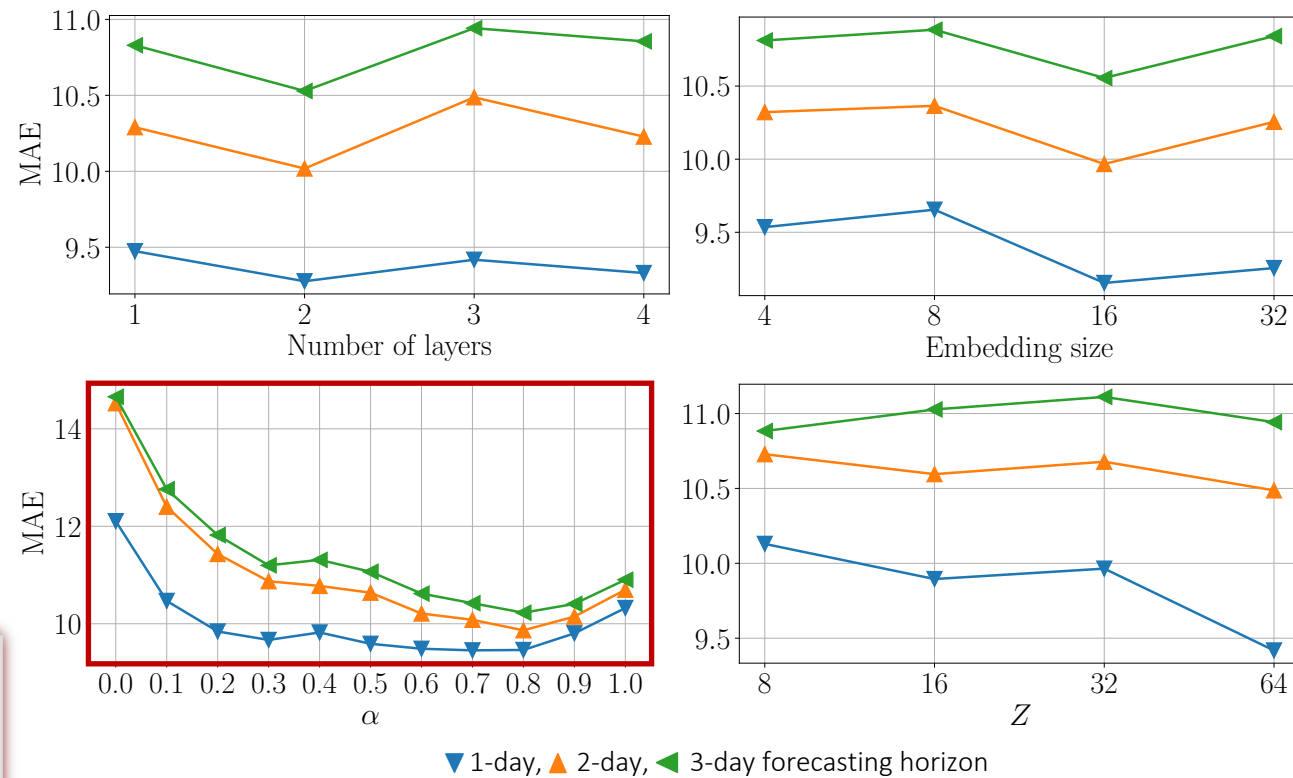 MAE
11.0
10.5
10.0
9.5
1 2 3 4
Number of layers
10.5
10.0
9.5
4 8 16 32
Embedding size
MAE
14
12
10
0.0 0.1 0.2 0.3 0.4 0.5 0.6 0.7 0.8 0.9 1.0
α
11.0
10.5
10.0
9.5
8 16 32 64
Z
1-day, 2-day, 3-day forecasting horizon